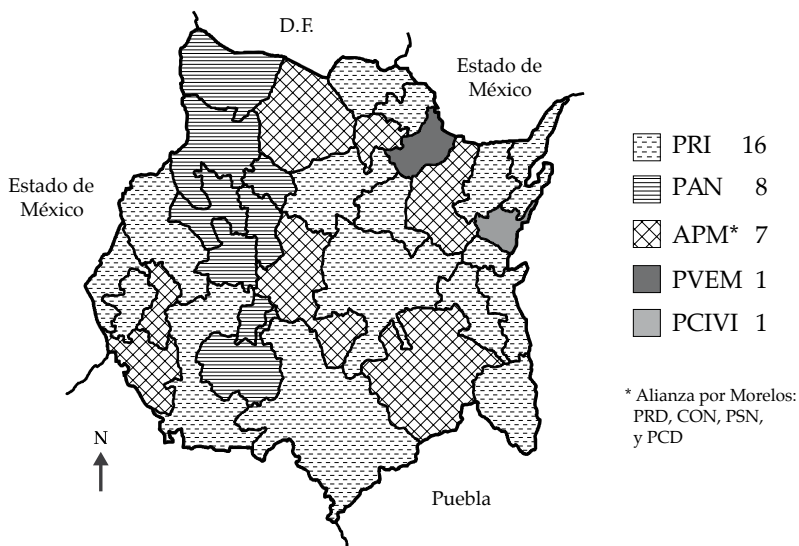 D.F.
Estado de
México
Estado de
México
PRI 16
PAN 8
APM* 7
PVEM 1
PCIVI 1
* Alianza por Morelos:
PRD, CON, PSN,
y PCD
N
Puebla